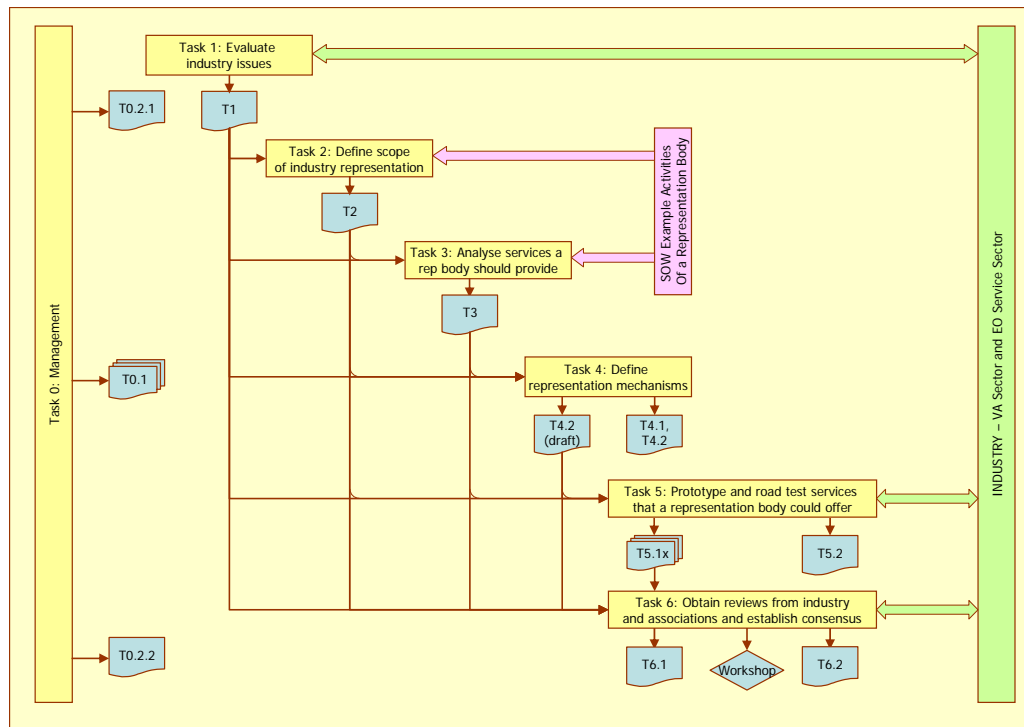 Task 0: Management
Task 1: Evaluate
industry issues
T0.2.1
T1
Task 2: Define scope
of industry representation
T2
SOW Example Activities
Of a Representation Body
Task 3: Analyse services a
rep body should provide
T3
T0.1
Task 4: Define
representation mechanisms
T4.2
(draft)
T4.1,
T4.2
INDUSTRY – VA Sector and EO Service Sector
Task 5: Prototype and road test services
that a representation body could offer
T5.1x
T5.2
Task 6: Obtain reviews from industry
and associations and establish consensus
T0.2.2
T6.1
Workshop
T6.2